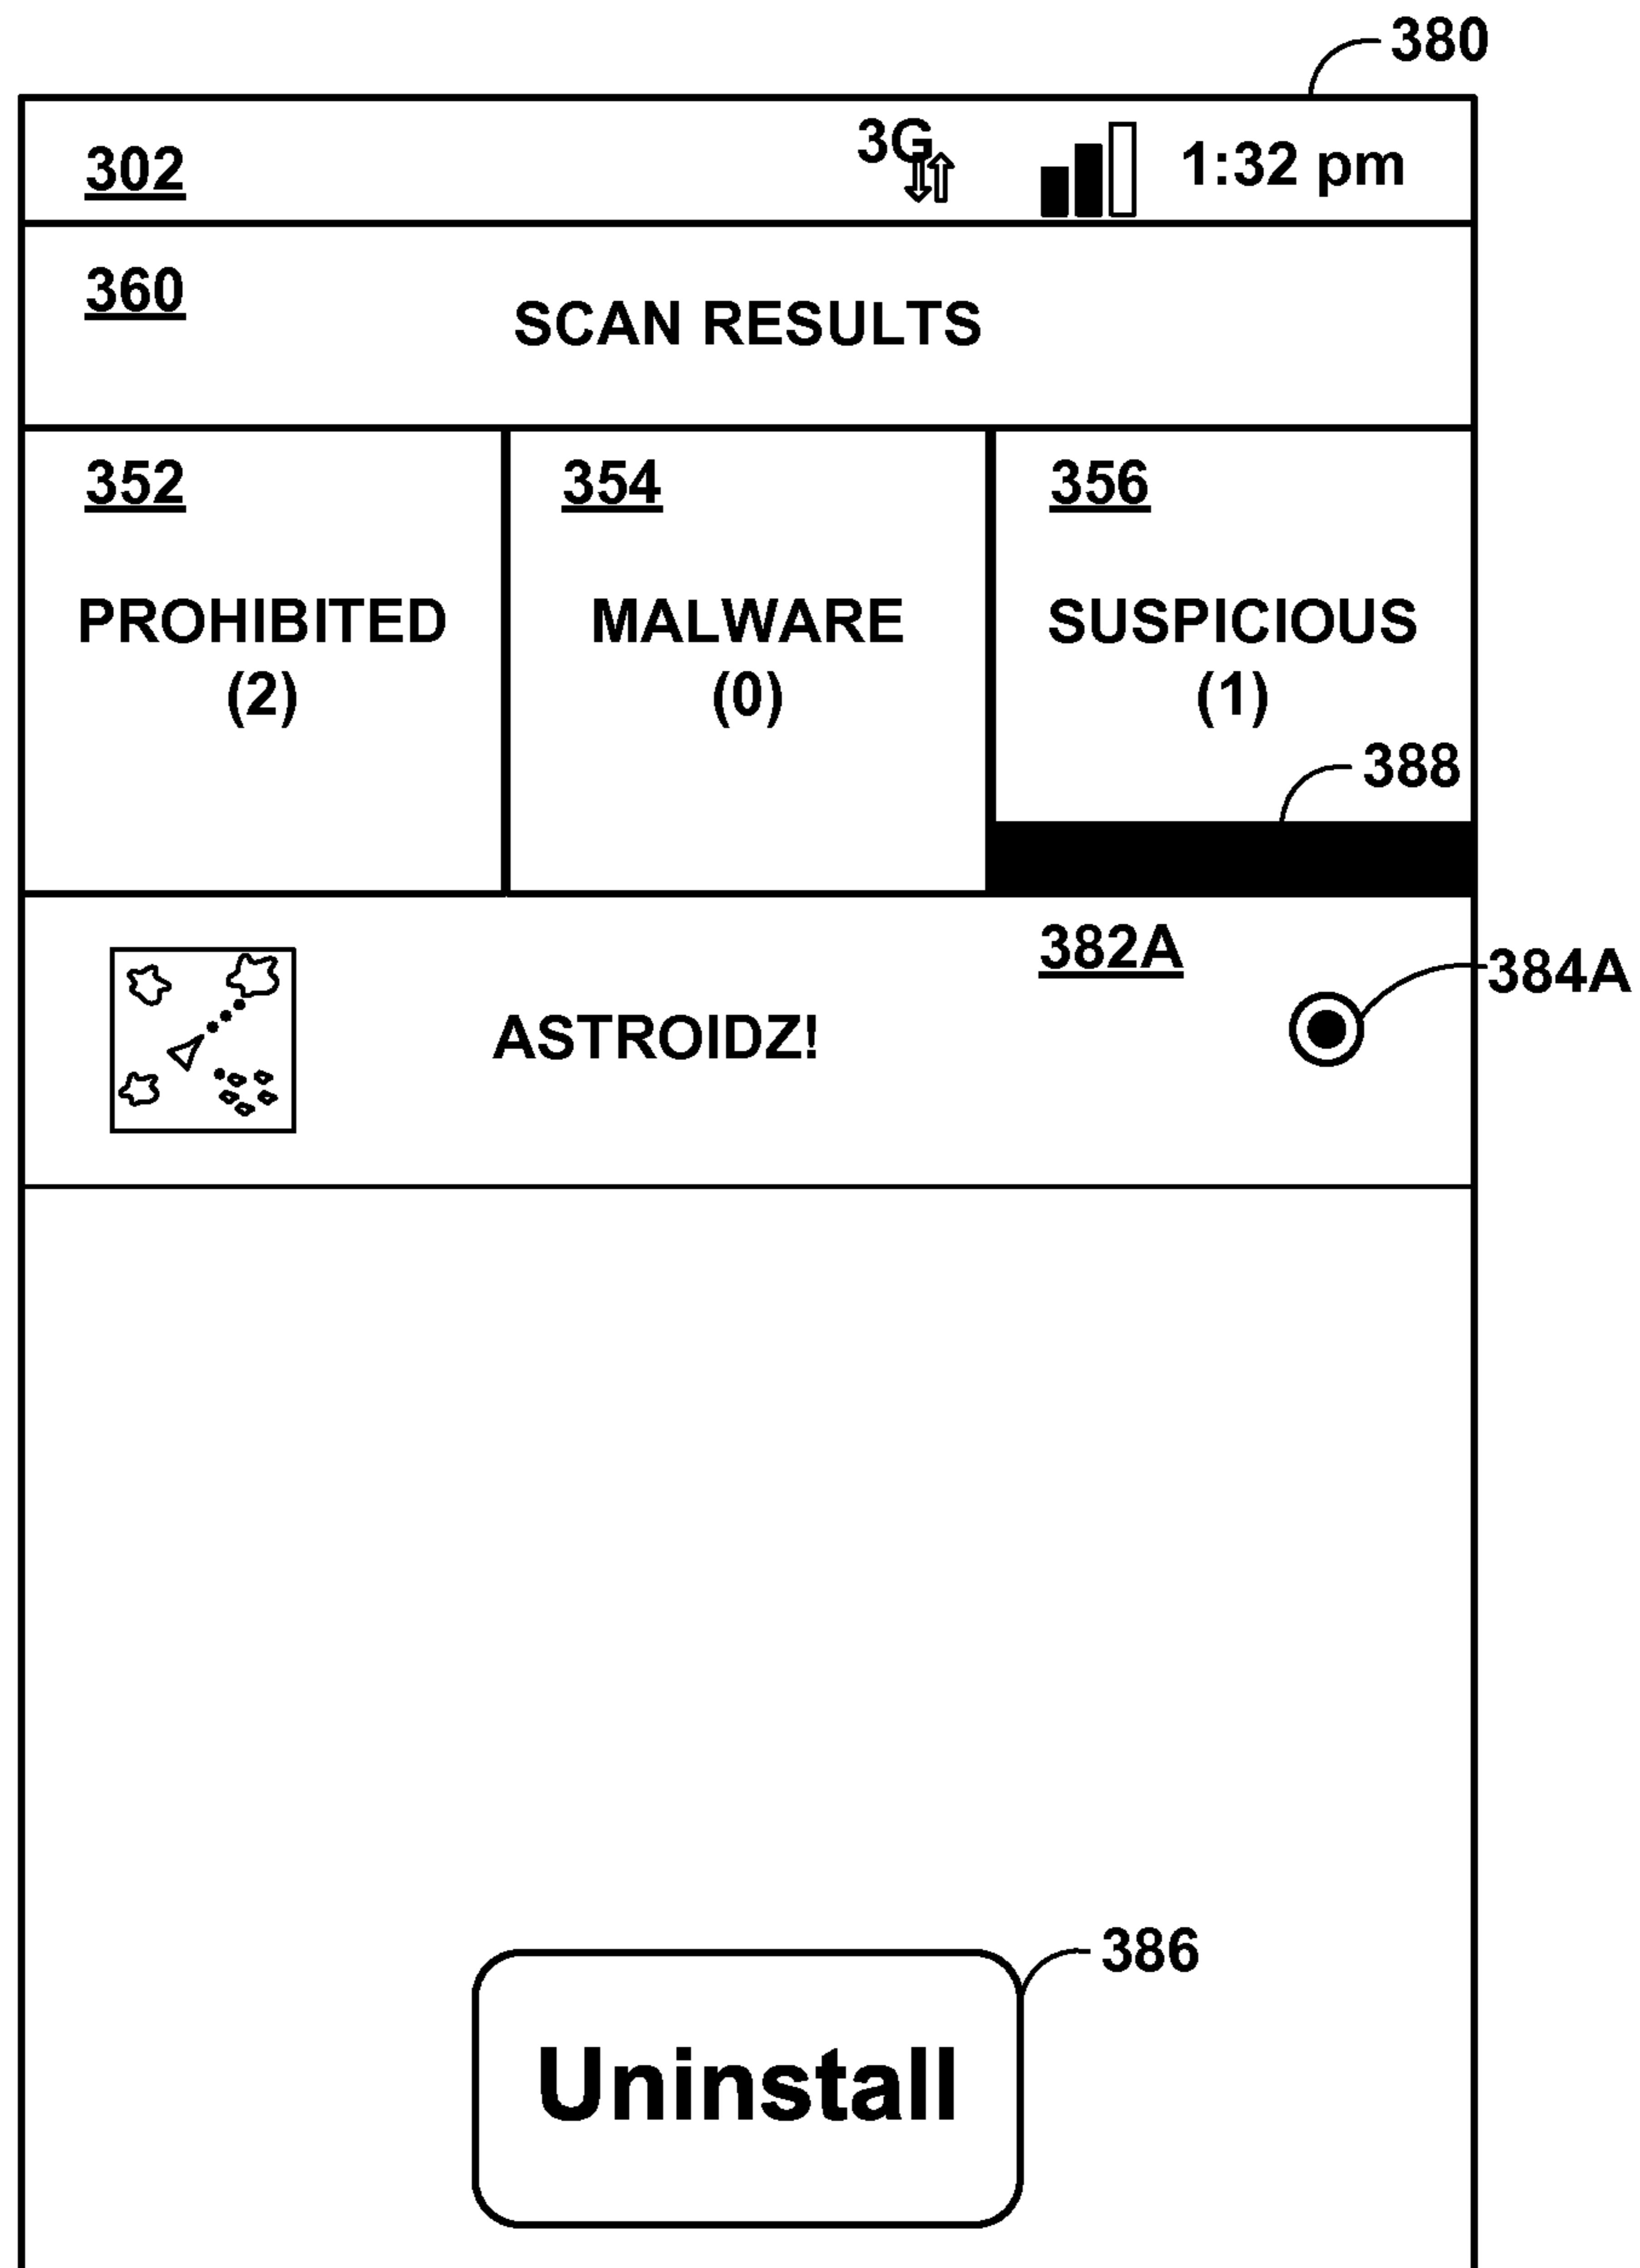 380
302 3G 1:32 pm
360
SCAN RESULTS
352 354 356
PROHIBITED MALWARE SUSPICIOUS
(2) (0) (1)
388
382A
384A
ASTROIDZ!
386
Uninstall